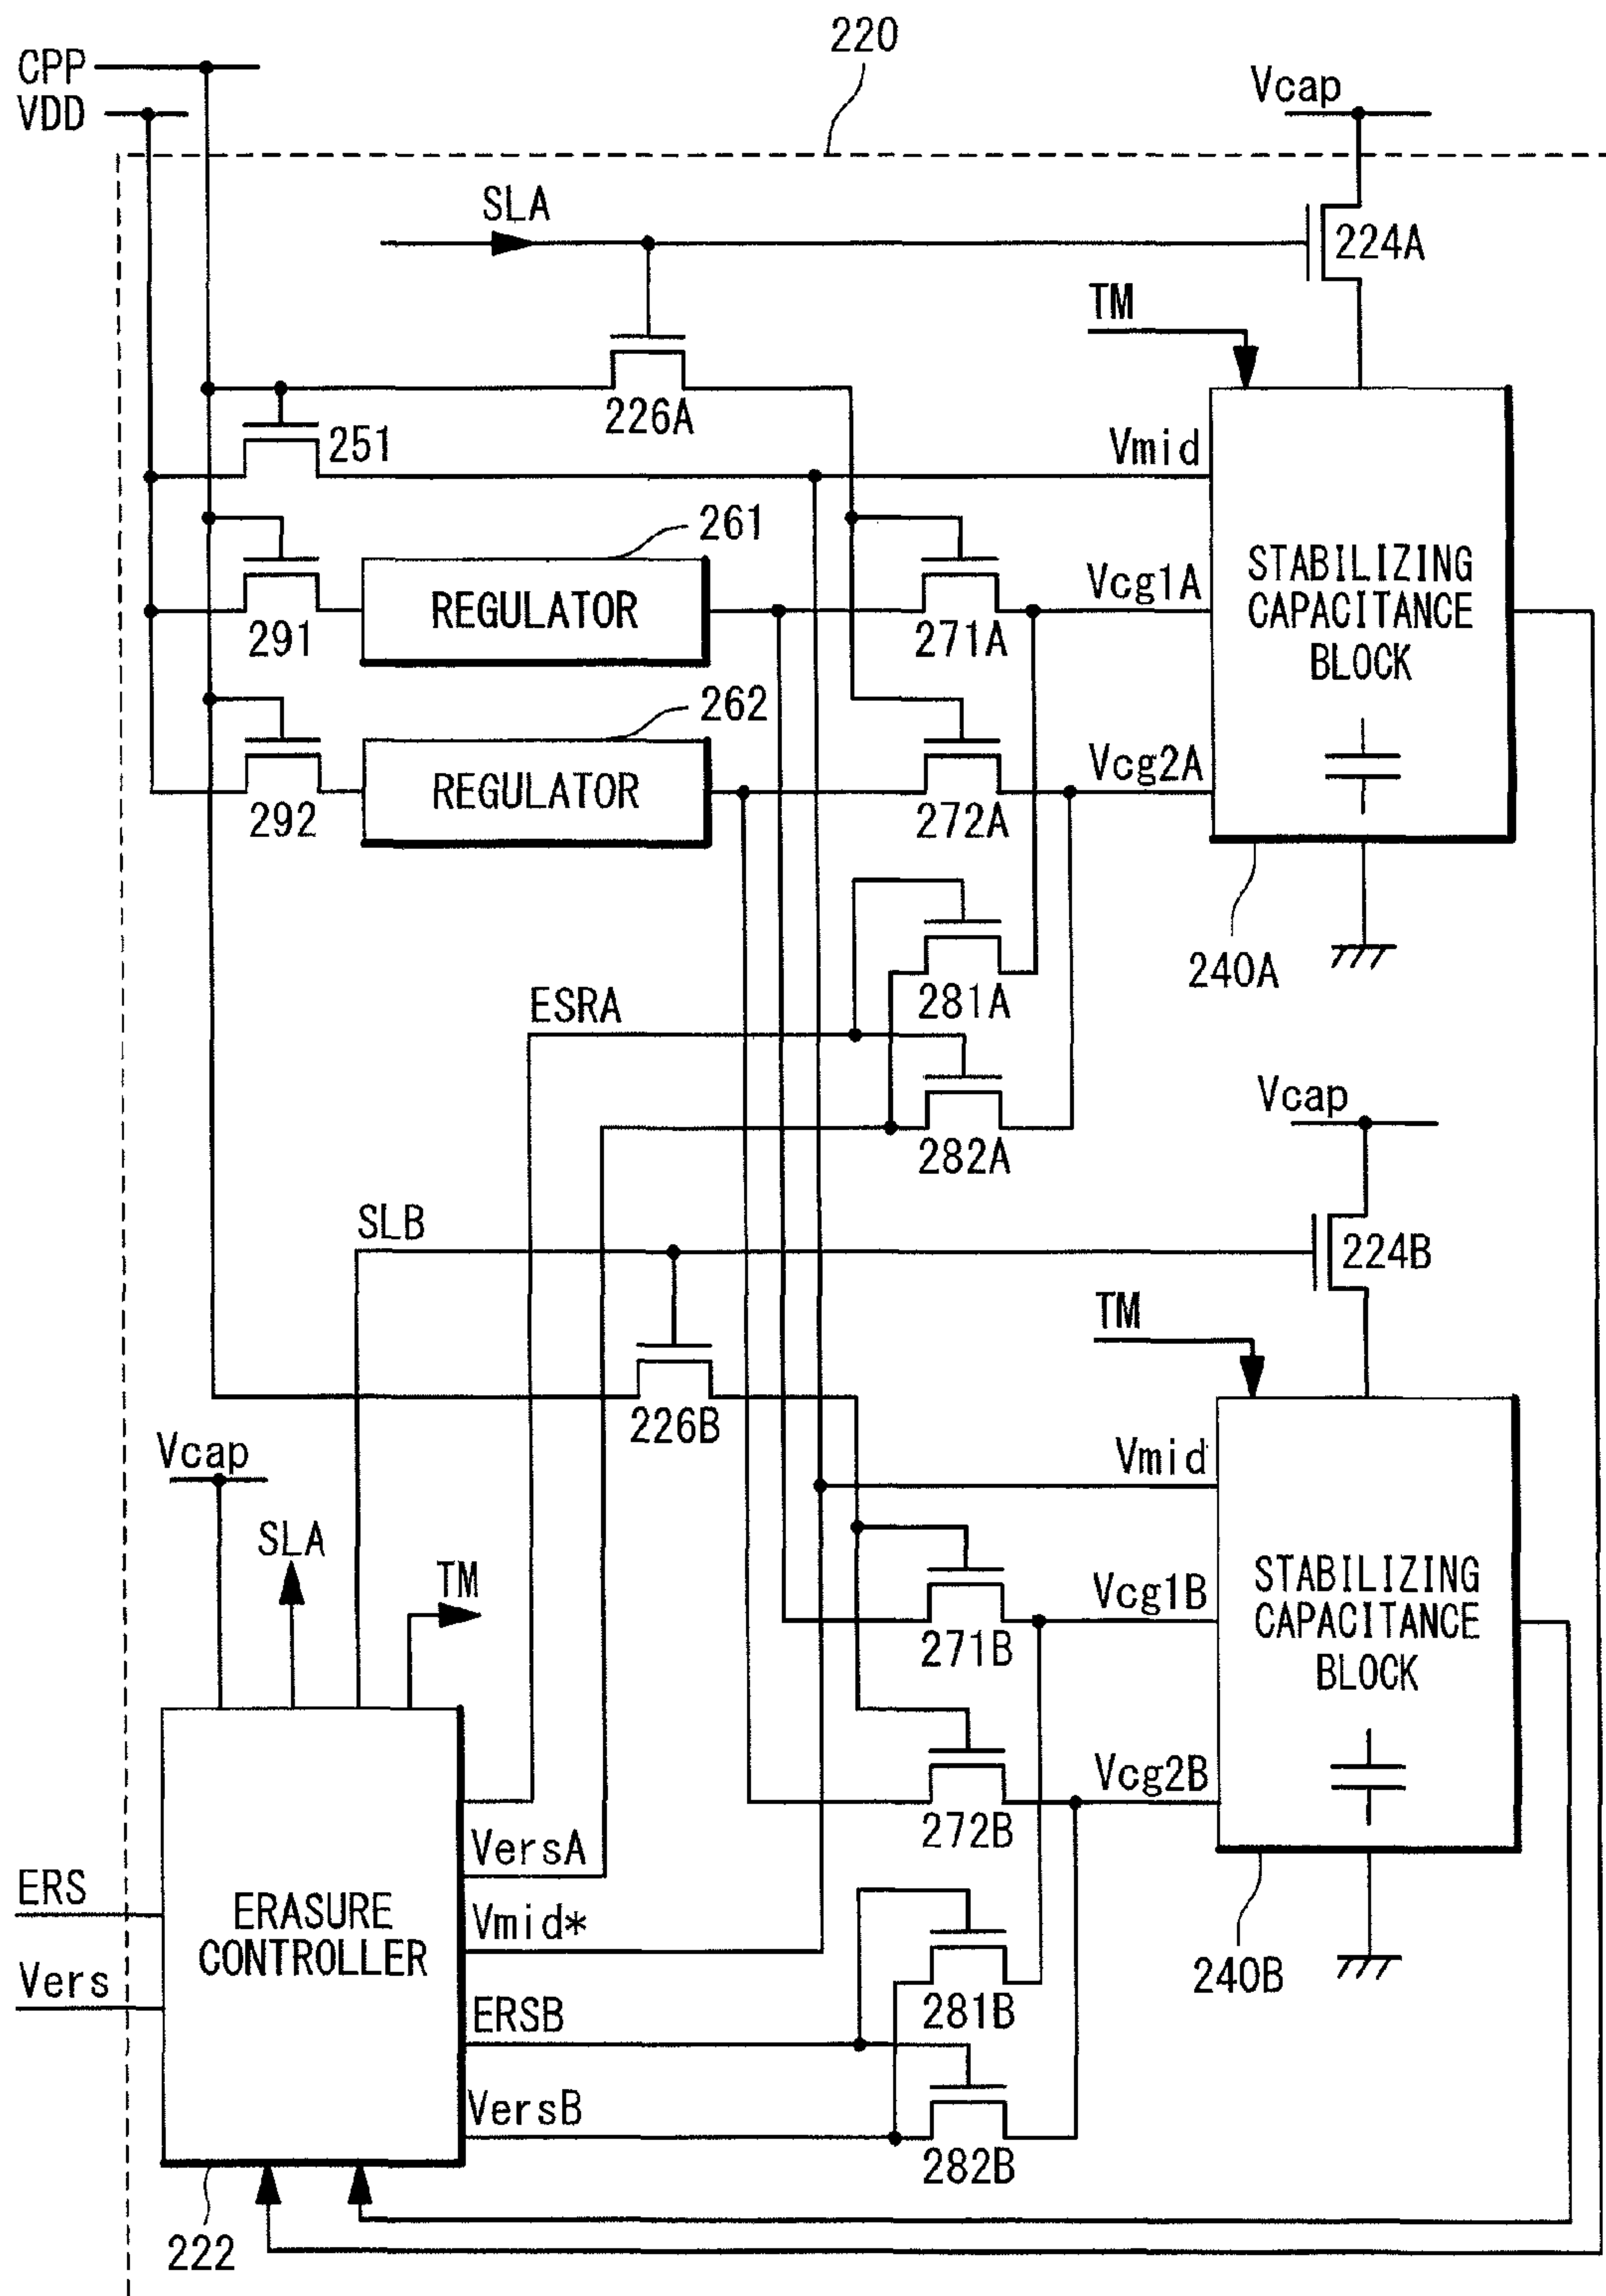 220
CPP
VDD
Vcap
SLA
224A
TM
226A
251
Vmid
261
REGULATOR
291
271A
Vcg1A
STABILIZING
CAPACITANCE
BLOCK
262
REGULATOR
292
272A
Vcg2A
240A
281A
ESRA
282A
Vcap
SLB
224B
TM
226B
Vcap
Vmid
SLA
TM
271B
Vcg1B
STABILIZING
CAPACITANCE
BLOCK
272B
Vcg2B
VersA
ERS
ERASURE
CONTROLLER
Vmid*
240B
Vers
ERSB
281B
VersB
282B
222